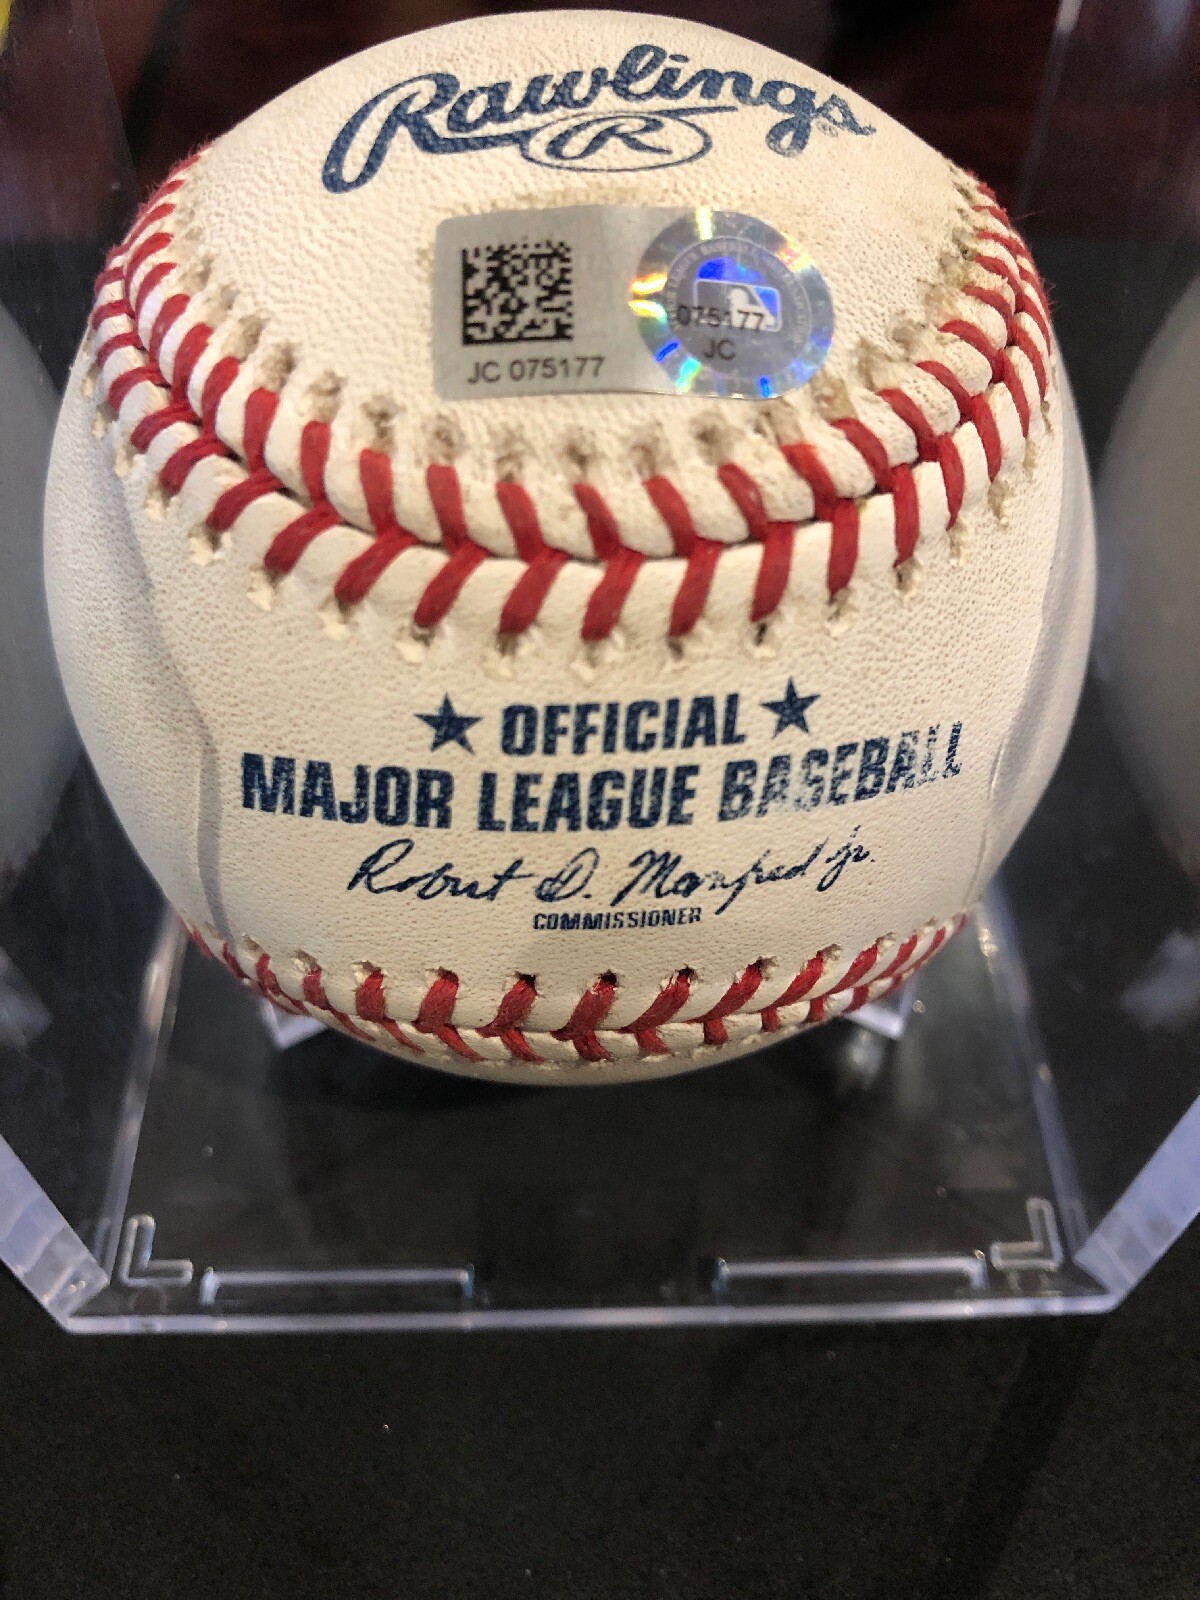 Rawlings
R
JC 075177
075177
JC
★ OFFICIAL ★
MAJOR LEAGUE BASEBALL
Robert D. Manfred Jr.
COMMISSIONER